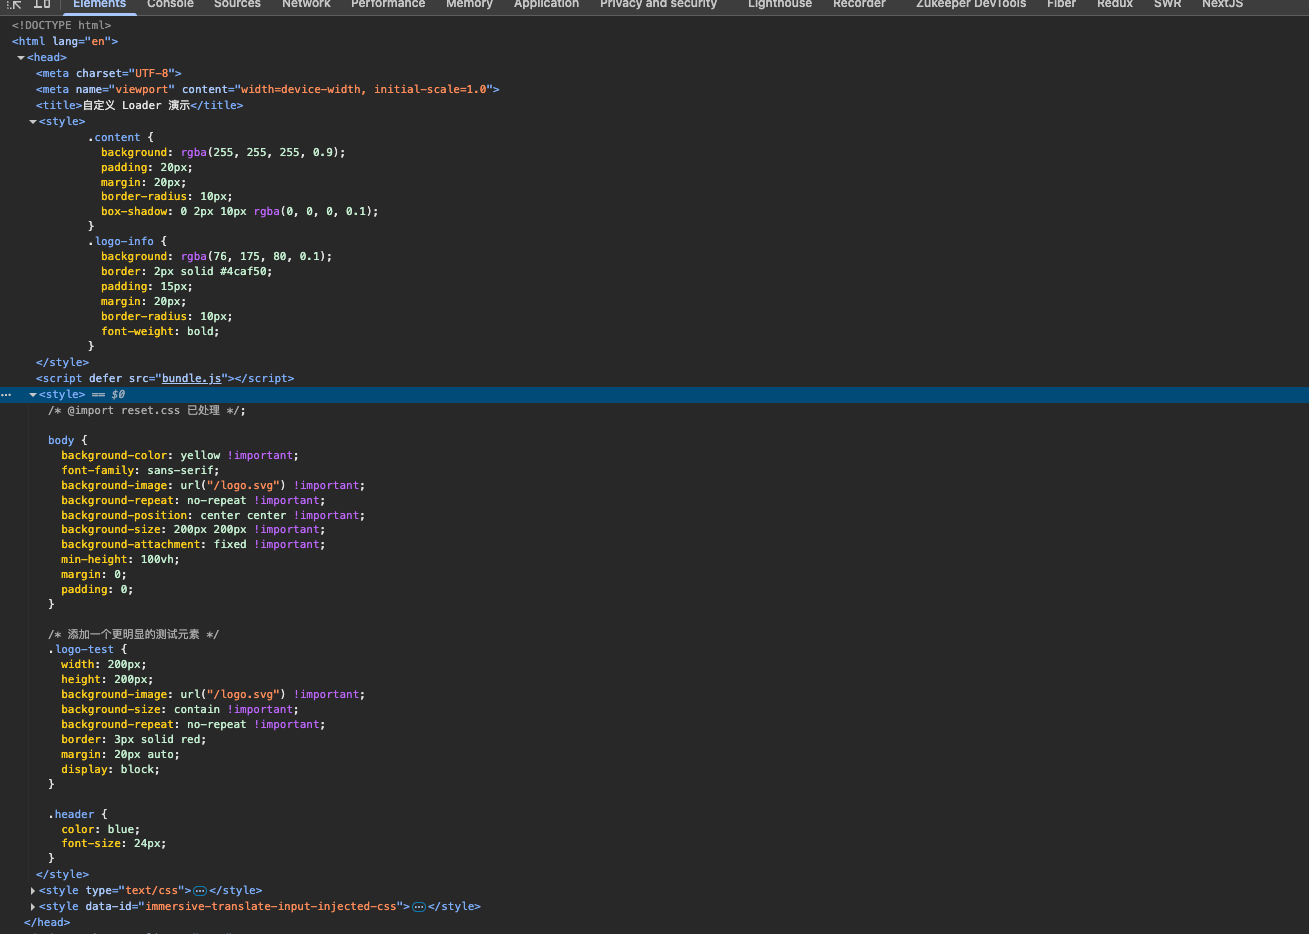 Elements Console Sources Network Performance Memory Application Privacy and security Lighthouse Recorder Zukeeper DevTools Fiber Redux SWR NextJS
<!DOCTYPE html>
<html lang="en">
<head>
<meta charset="UTF-8">
<meta name="viewport" content="width=device-width, initial-scale=1.0">
<title>自定义 Loader 演示</title>
<style>
.content {
background: rgba(255, 255, 255, 0.9);
padding: 20px;
margin: 20px;
border-radius: 10px;
box-shadow: 0 2px 10px rgba(0, 0, 0, 0.1);
}
.logo-info {
background: rgba(76, 175, 80, 0.1);
border: 2px solid #4caf50;
padding: 15px;
margin: 20px;
border-radius: 10px;
font-weight: bold;
}
</style>
<script defer src="bundle.js"></script>
<style> == $0
/* @import reset.css 已处理 */;
body {
background-color: yellow !important;
font-family: sans-serif;
background-image: url("/logo.svg") !important;
background-repeat: no-repeat !important;
background-position: center center !important;
background-size: 200px 200px !important;
background-attachment: fixed !important;
min-height: 100vh;
margin: 0;
padding: 0;
}
/* 添加一个更明显的测试元素 */
.logo-test {
width: 200px;
height: 200px;
background-image: url("/logo.svg") !important;
background-size: contain !important;
background-repeat: no-repeat !important;
border: 3px solid red;
margin: 20px auto;
display: block;
}
.header {
color: blue;
font-size: 24px;
}
</style>
<style type="text/css">…</style>
<style data-id="immersive-translate-input-injected-css">…</style>
</head>